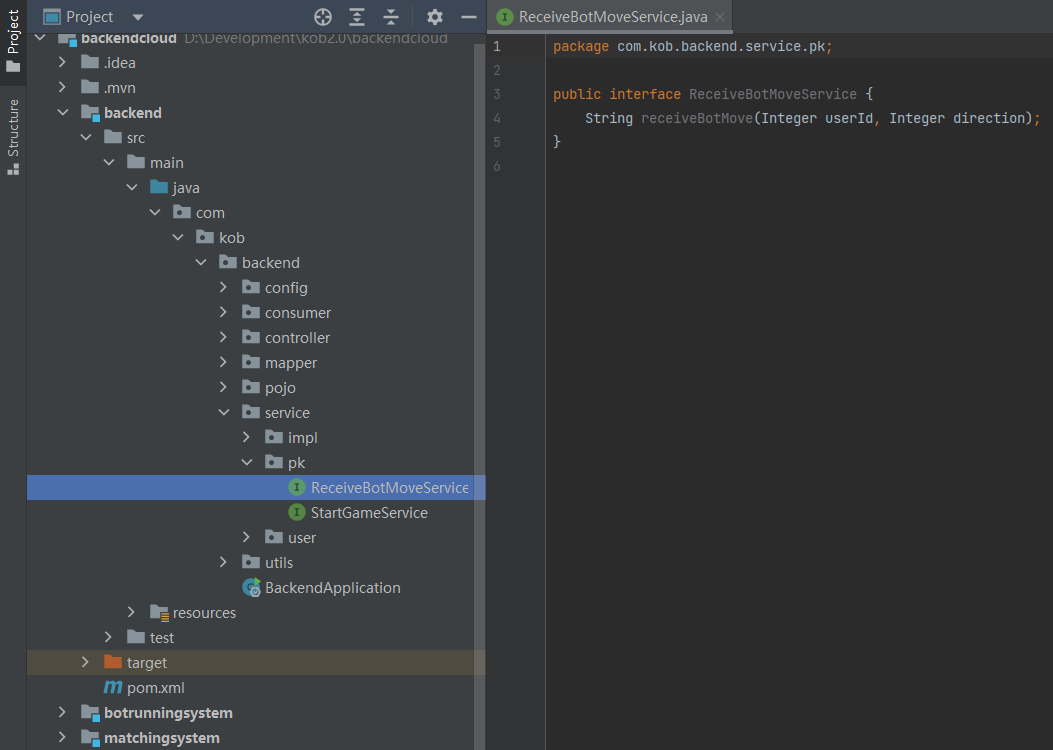 Project
Project
Structure
backendcloud D:\Development\kob2.0\backendcloud
.idea
.mvn
backend
src
main
java
com
kob
backend
config
consumer
controller
mapper
pojo
service
impl
pk
ReceiveBotMoveService
StartGameService
user
utils
BackendApplication
resources
test
target
pom.xml
botrunningsystem
matchingsystem
ReceiveBotMoveService.java
1 package com.kob.backend.service.pk;
2
3 public interface ReceiveBotMoveService {
4 String receiveBotMove(Integer userId, Integer direction);
5 }
6